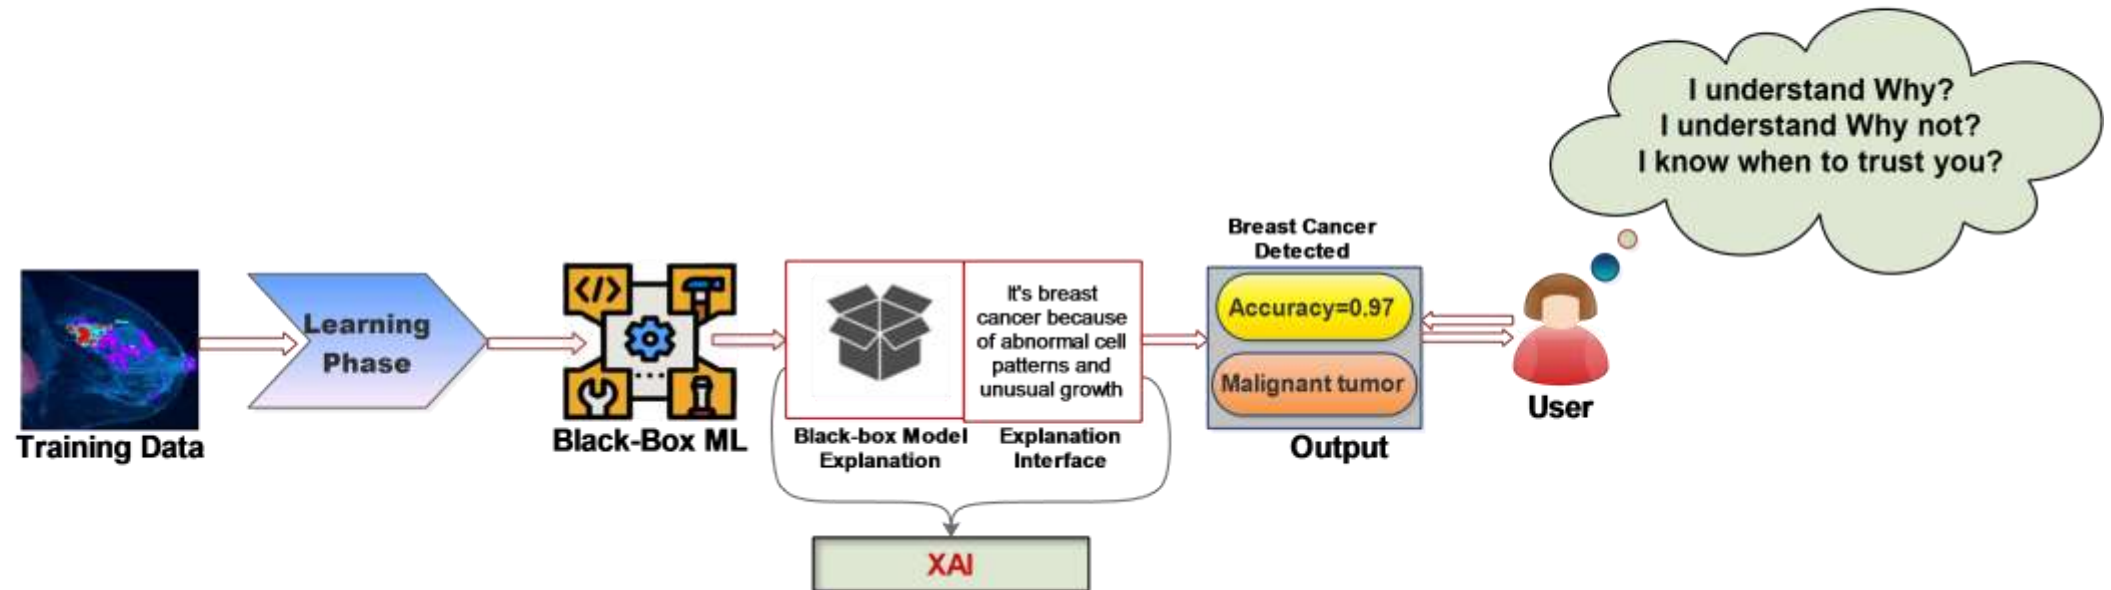 I understand Why?
I understand Why not?
I know when to trust you?
Breast Cancer
Detected
Learning
Phase
</>
It's breast
cancer because
of abnormal cell
patterns and
unusual growth
Accuracy=0.97
Malignant tumor
Training Data
Black-Box ML
Black-box Model
Explanation
Explanation
Interface
Output
User
XAI